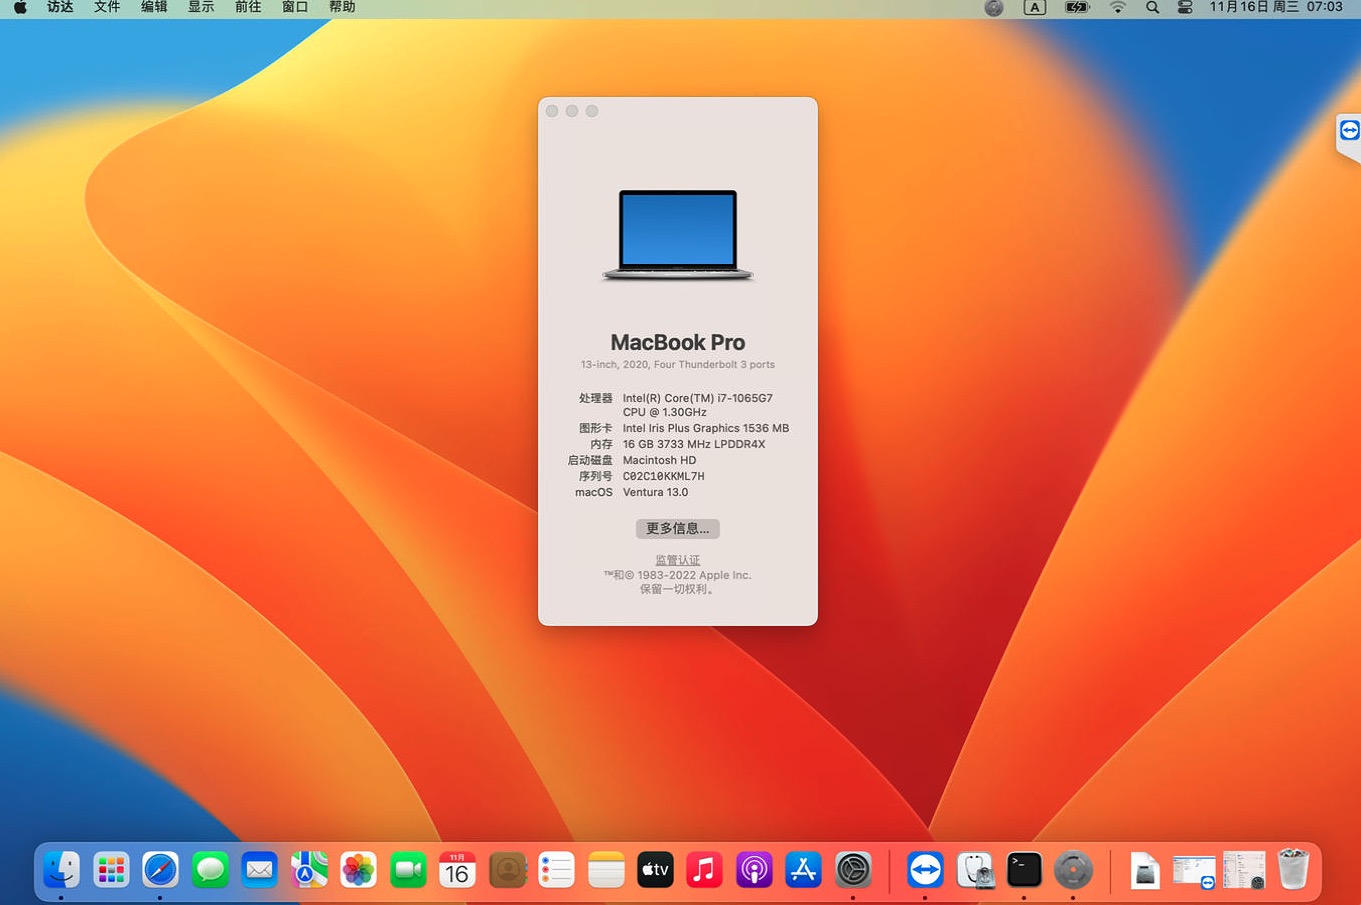 访达 文件 编辑 显示 前往 窗口 帮助 A 11月16日 周三 07:03
MacBook Pro
13-inch, 2020, Four Thunderbolt 3 ports
处理器 Intel(R) Core(TM) i7-1065G7
CPU @ 1.30GHz
图形卡 Intel Iris Plus Graphics 1536 MB
内存 16 GB 3733 MHz LPDDR4X
启动磁盘 Macintosh HD
序列号 C02C10KKML7H
macOS Ventura 13.0
更多信息...
监管认证
™和© 1983-2022 Apple Inc.
保留一切权利。
11月
16
tv
>_